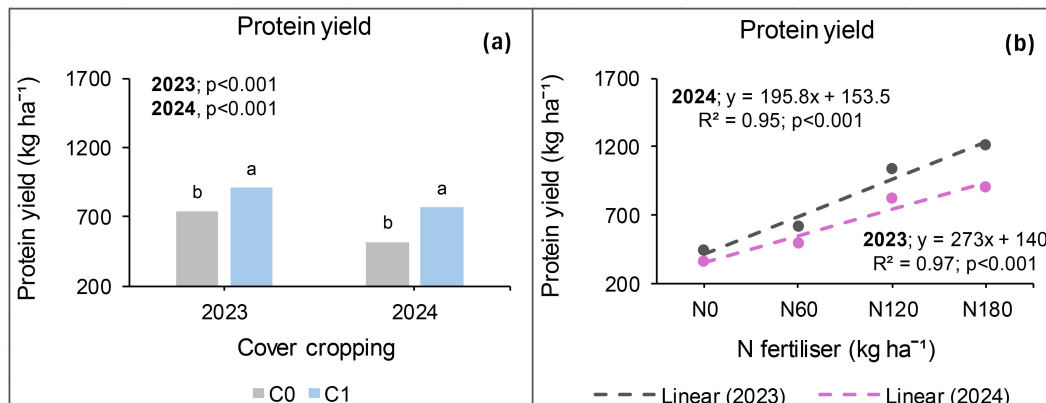 Protein yield
(a)
2023; p<0.001
2024, p<0.001
Protein yield (kg ha⁻¹)
1700
1200
700
200
b
a
b
a
2023
2024
Cover cropping
C0
C1
Protein yield
(b)
2024; y = 195.8x + 153.5
R² = 0.95; p<0.001
Protein yield (kg ha⁻¹)
1700
1200
700
200
2023; y = 273x + 140
R² = 0.97; p<0.001
N0
N60
N120
N180
N fertiliser (kg ha⁻¹)
Linear (2023)
Linear (2024)